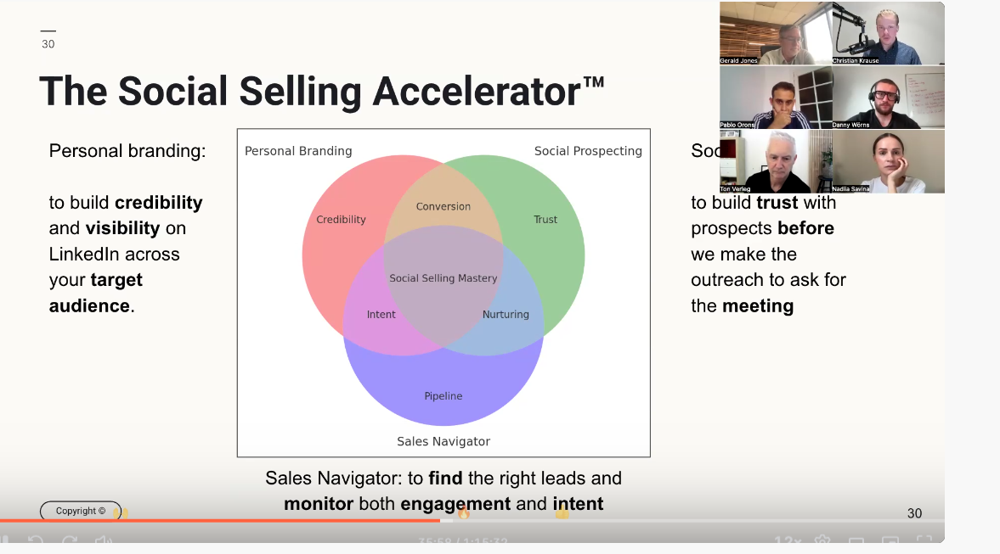 30
The Social Selling Accelerator™
Gerald Jones
Christian Krause
Pablo Orons
Danny Wörns
Ton Verleg
Nadiia Savina
Personal branding:
to build credibility
and visibility on
LinkedIn across
your target
audience.
Personal Branding
Social Prospecting
Conversion
Credibility
Trust
Social Selling Mastery
Intent
Nurturing
Pipeline
Sales Navigator
Soc
to build trust with
prospects before
we make the
outreach to ask for
the meeting
Sales Navigator: to find the right leads and
monitor both engagement and intent
Copyright ©
30
35:58 / 1:15:32
1.2×